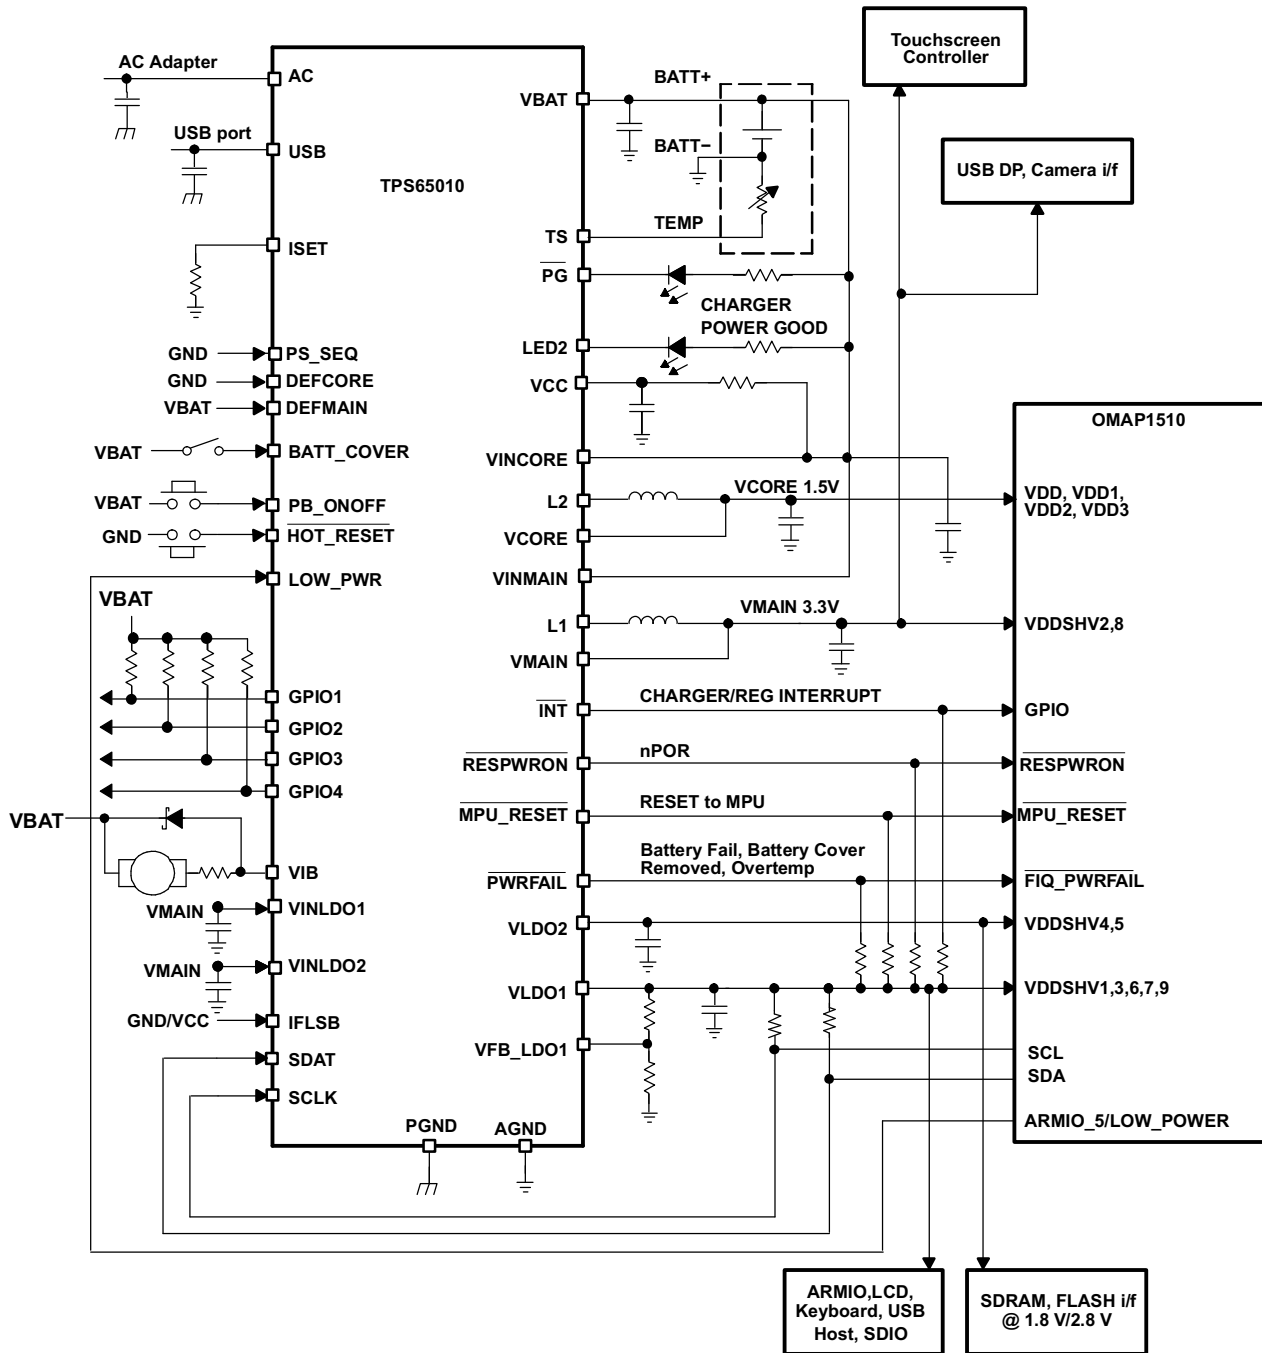 Touchscreen
Controller
USB DP, Camera i/f
AC Adapter
USB port
TPS65010
AC
USB
ISET
GND
PS_SEQ
GND
DEFCORE
VBAT
DEFMAIN
VBAT
BATT_COVER
VBAT
PB_ONOFF
GND
HOT_RESET
LOW_PWR
VBAT
GPIO1
GPIO2
GPIO3
GPIO4
VBAT
VIB
VMAIN
VINLDO1
VMAIN
VINLDO2
GND/VCC
IFLSB
SDAT
SCLK
PGND
AGND
VBAT
TS
PG
LED2
VCC
VINCORE
L2
VCORE
VINMAIN
L1
VMAIN
INT
RESPWRON
MPU_RESET
PWRFAIL
VLDO2
VLDO1
VFB_LDO1
BATT+
BATT−
TEMP
CHARGER
POWER GOOD
VCORE 1.5V
VMAIN 3.3V
CHARGER/REG INTERRUPT
nPOR
RESET to MPU
Battery Fail, Battery Cover
Removed, Overtemp
OMAP1510
VDD, VDD1,
VDD2, VDD3
VDDSHV2,8
GPIO
RESPWRON
MPU_RESET
FIQ_PWRFAIL
VDDSHV4,5
VDDSHV1,3,6,7,9
SCL
SDA
ARMIO_5/LOW_POWER
ARMIO,LCD,
Keyboard, USB
Host, SDIO
SDRAM, FLASH i/f
@ 1.8 V/2.8 V